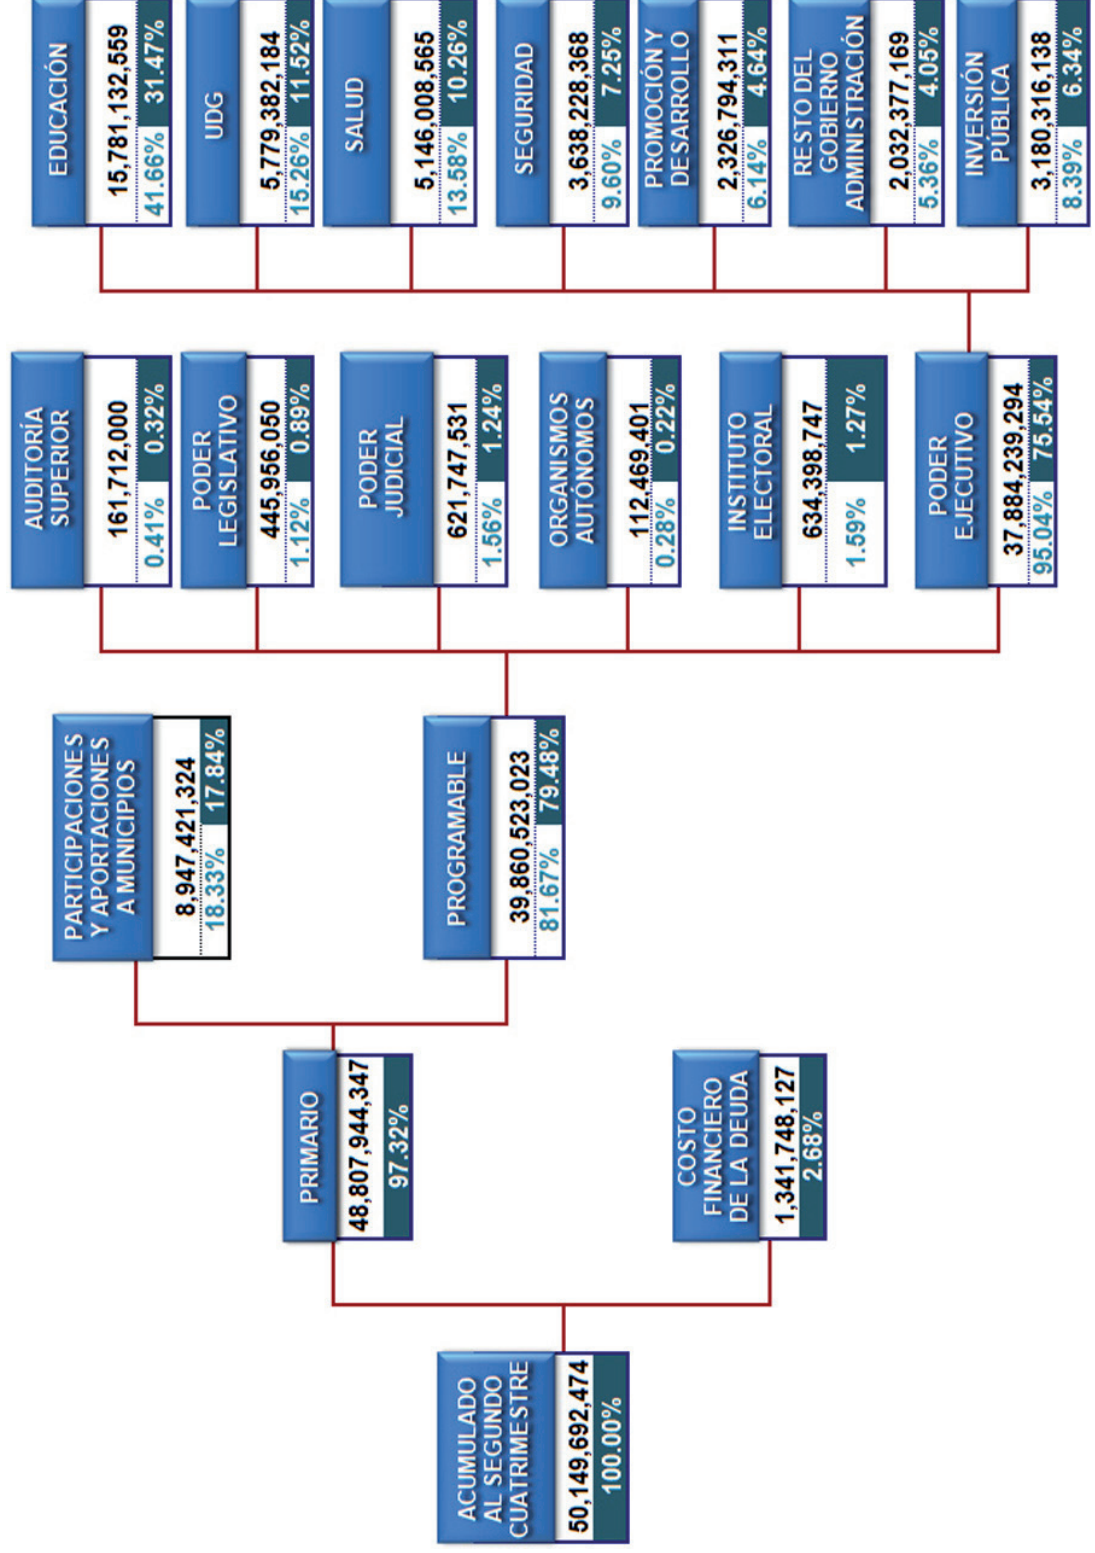 ACUMULADO
AL SEGUNDO
CUATRIMESTRE
50,149,692,474
100.00%
PRIMARIO
48,807,944,347
97.32%
COSTO
FINANCIERO
DE LA DEUDA
1,341,748,127
2.68%
PARTICIPACIONES
Y APORTACIONES
A MUNICIPIOS
8,947,421,324
18.33% 17.84%
PROGRAMABLE
39,860,523,023
81.67% 79.48%
AUDITORÍA
SUPERIOR
161,712,000
0.41% 0.32%
PODER
LEGISLATIVO
445,956,050
1.12% 0.89%
PODER
JUDICIAL
621,747,531
1.56% 1.24%
ORGANISMOS
AUTÓNOMOS
112,469,401
0.28% 0.22%
INSTITUTO
ELECTORAL
634,398,747
1.59% 1.27%
PODER
EJECUTIVO
37,884,239,294
95.04% 75.54%
EDUCACIÓN
15,781,132,559
41.66% 31.47%
UDG
5,779,382,184
15.26% 11.52%
SALUD
5,146,008,565
13.58% 10.26%
SEGURIDAD
3,638,228,368
9.60% 7.25%
PROMOCIÓN Y
DESARROLLO
2,326,794,311
6.14% 4.64%
RESTO DEL
GOBIERNO
ADMINISTRACIÓN
2,032,377,169
5.36% 4.05%
INVERSIÓN
PÚBLICA
3,180,316,138
8.39% 6.34%